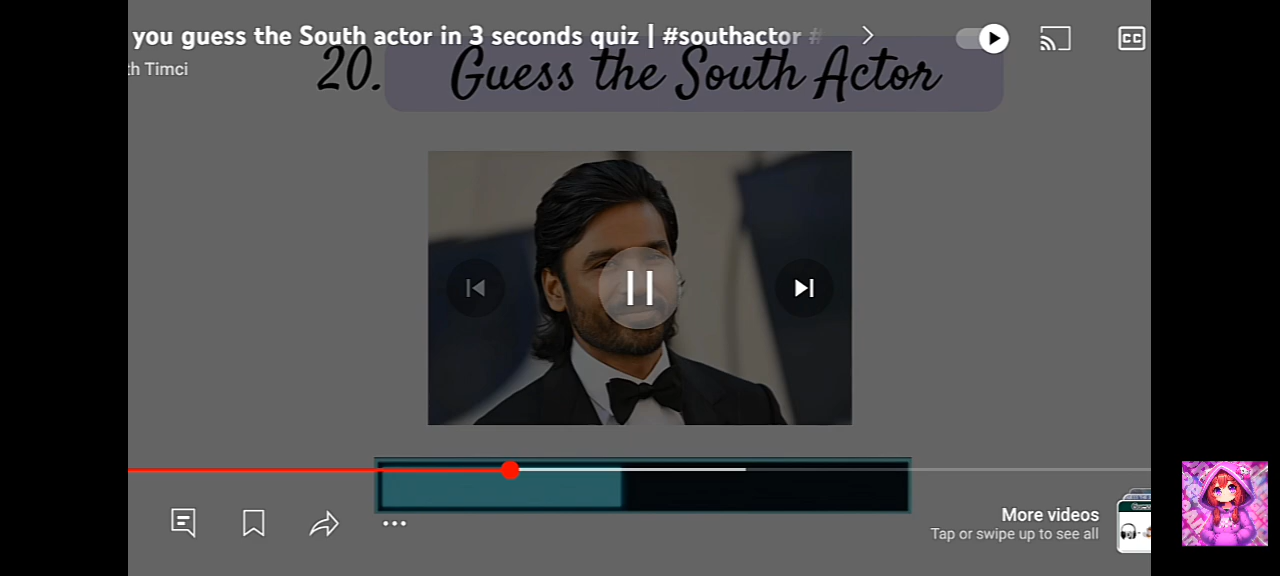 you guess the South actor in 3 seconds quiz | #southactor #
th Timci
20. Guess the South Actor
CC
More videos
Tap or swipe up to see all